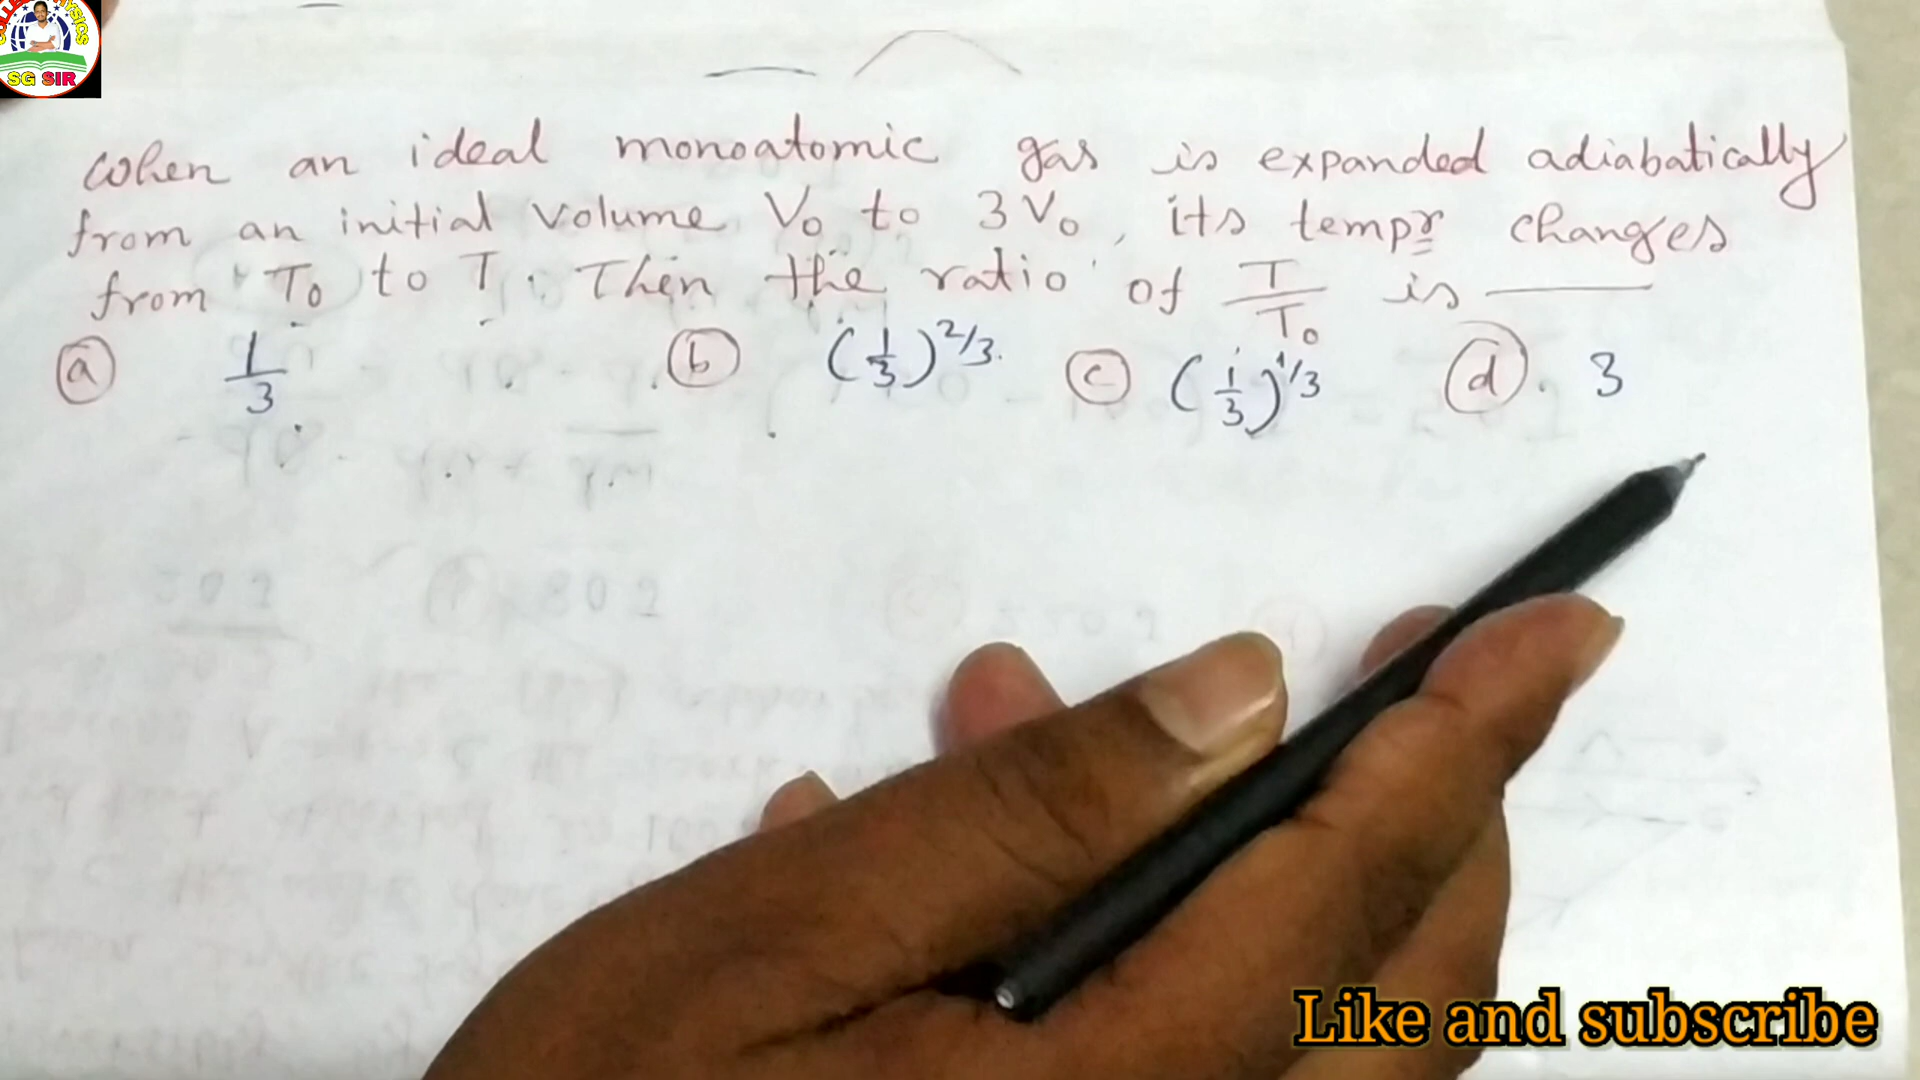 SG SIR
When an ideal monoatomic gas is expanded adiabatically
from an initial volume V₀ to 3V₀, its tempr changes
from T₀ to T. Then the ratio of T/T₀ is ____
(a) 1/3 (b) (1/3)^2/3. (c) (1/3)^1/3 (d). 3
Like and subscribe